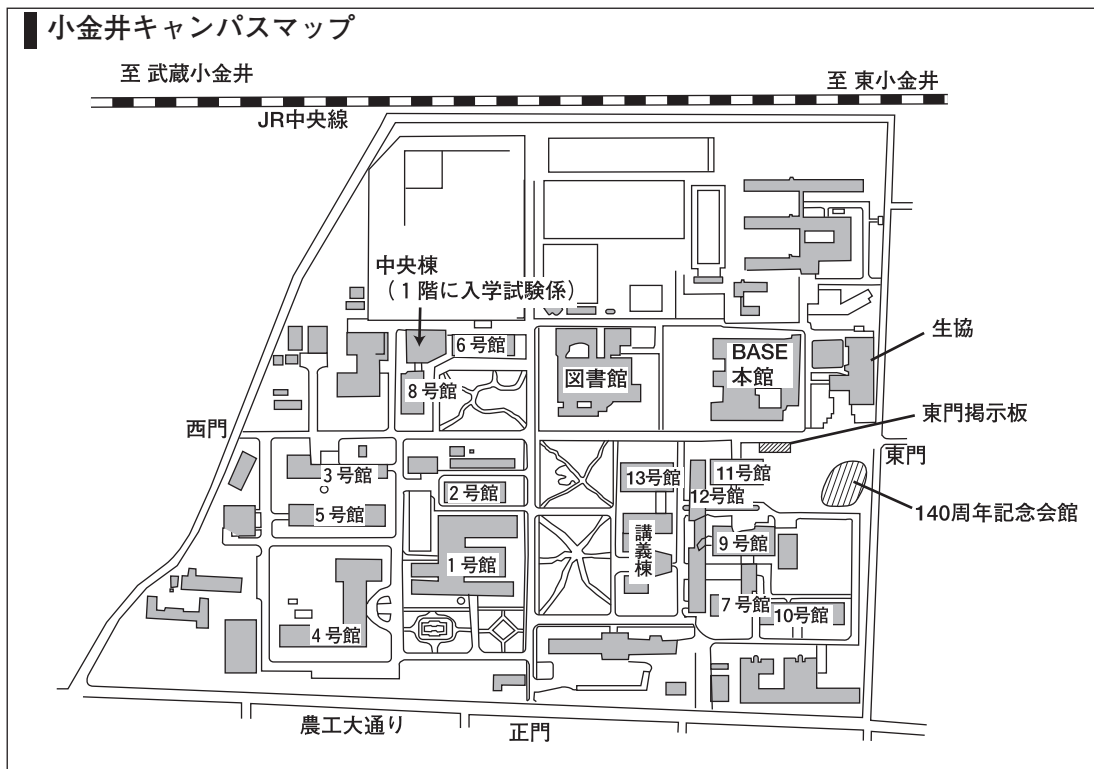 小金井キャンパスマップ
至 武蔵小金井
至 東小金井
JR中央線
中央棟
（１階に入学試験係）
6 号館
8 号館
図書館
BASE
本館
生協
東門掲示板
西門
東門
3 号館
5 号館
2 号館
1 号館
4 号館
13号館
12号館
11号館
講義棟
9 号館
7 号館
10号館
140周年記念会館
農工大通り
正門